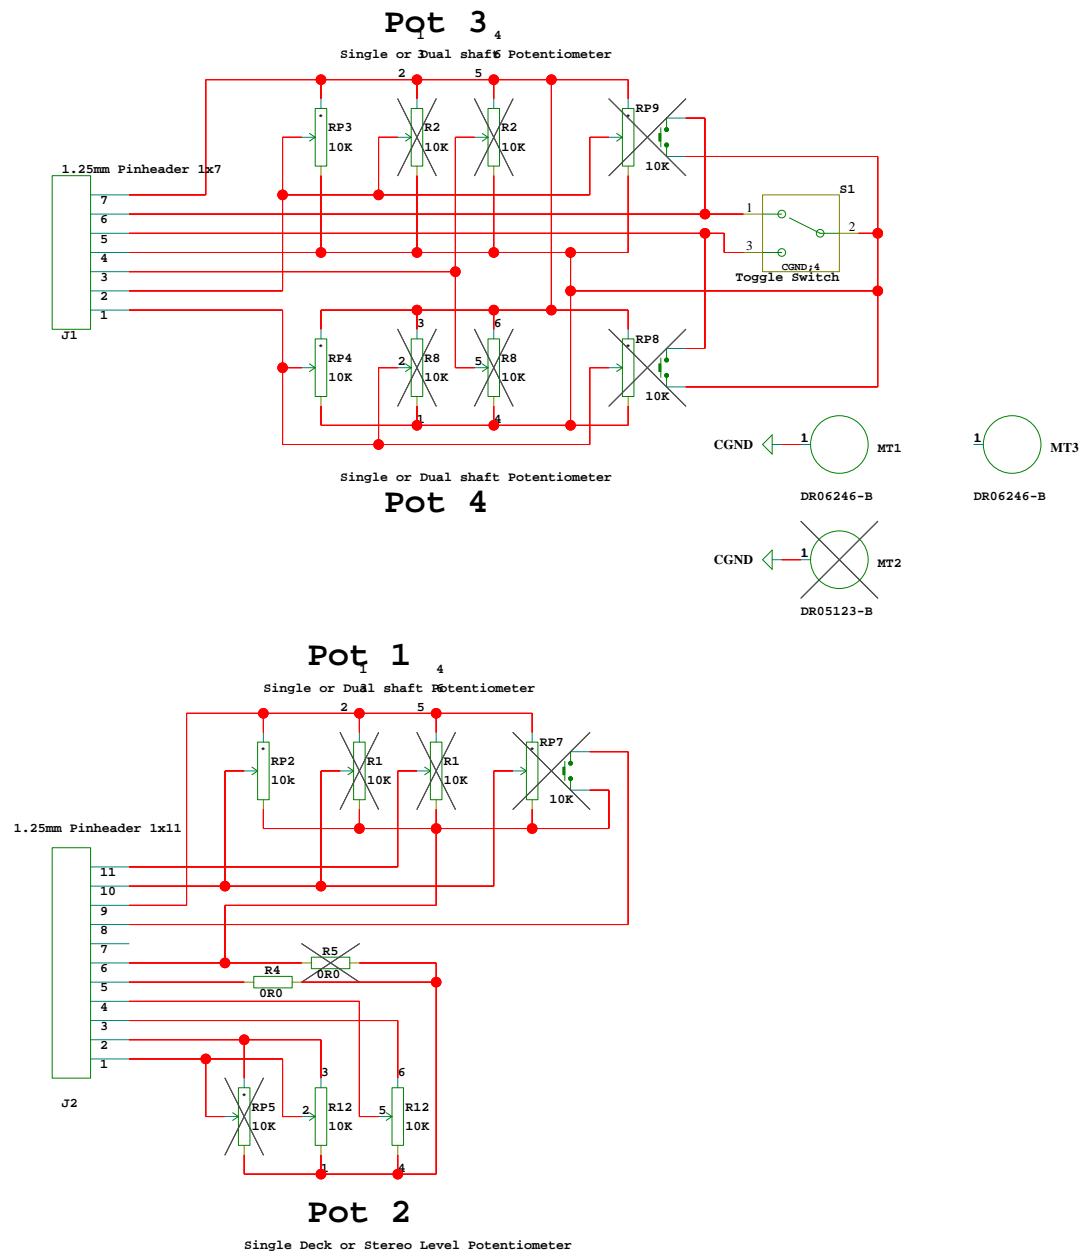 Pot 3
1 4
Single or Dual shaft Potentiometer
3 6
2 5
RP3
10K
R2
10K
R2
10K
RP9
10K
1.25mm Pinheader 1x7
7
6
5
4
3
2
1
J1
S1
1
2
3
CGND;4
Toggle Switch
3 6
RP4
10K
2
R8
10K
5
R8
10K
RP8
10K
1 4
CGND
1
MT1
DR06246-B
1
MT3
DR06246-B
Single or Dual shaft Potentiometer
Pot 4
CGND
1
MT2
DR05123-B
Pot 1
1 4
Single or Dual shaft Potentiometer
3 6
2 5
RP2
10k
R1
10K
R1
10K
RP7
10K
1.25mm Pinheader 1x11
11
10
9
8
7
6
5
4
3
2
1
J2
R5
0R0
R4
0R0
3 6
RP5
10K
2
R12
10K
5
R12
10K
1 4
Pot 2
Single Deck or Stereo Level Potentiometer